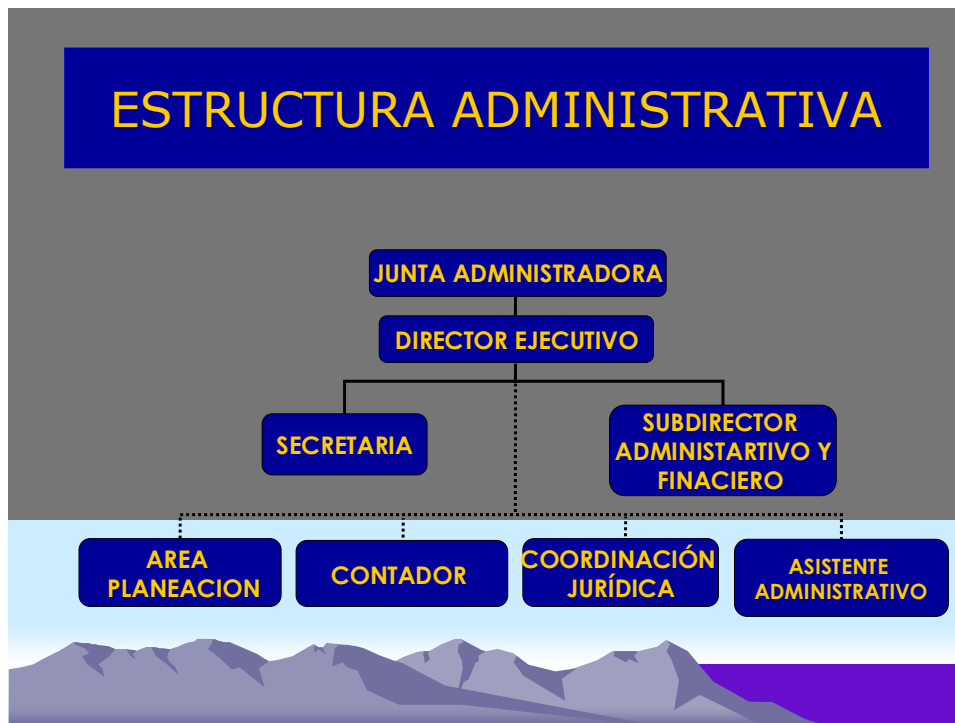 ESTRUCTURA ADMINISTRATIVA
JUNTA ADMINISTRADORA
DIRECTOR EJECUTIVO
SECRETARIA
SUBDIRECTOR
ADMINISTARTIVO Y
FINACIERO
AREA
PLANEACION
CONTADOR
COORDINACIÓN
JURÍDICA
ASISTENTE
ADMINISTRATIVO